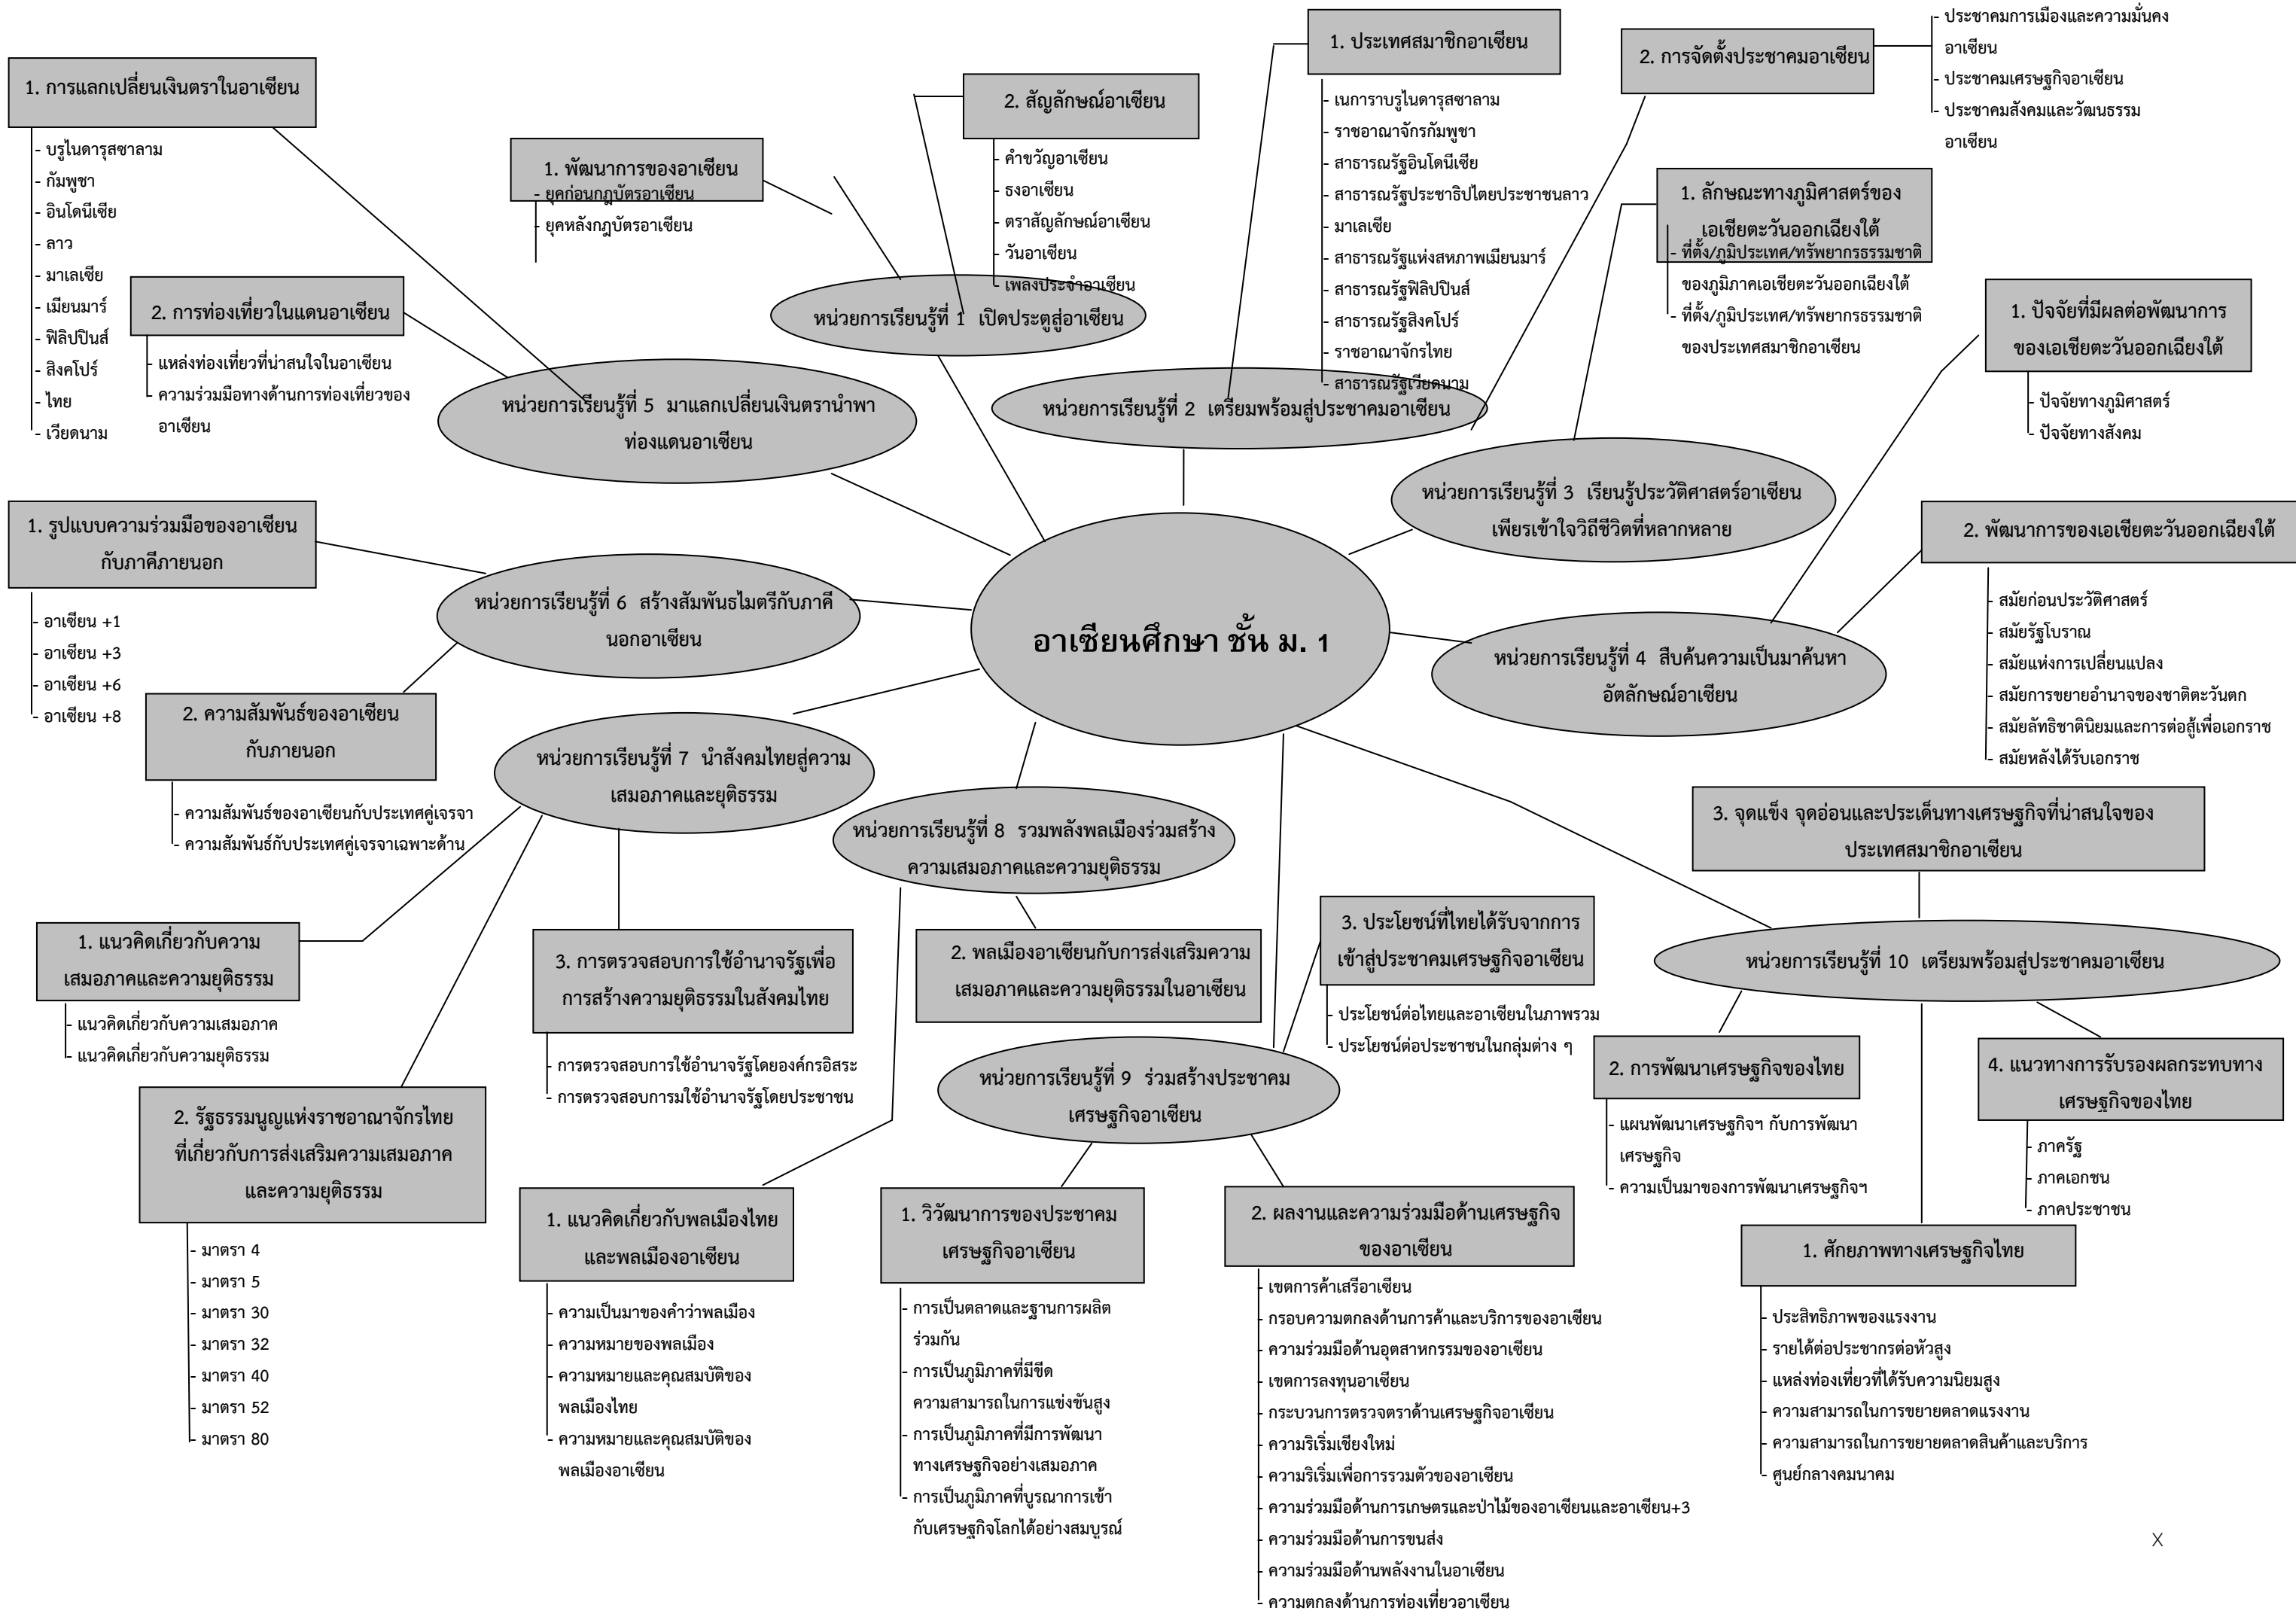 1. ประเทศสมาชิกอาเซียน
- เนการาบรูไนดารุสซาลาม
- ราชอาณาจักรกัมพูชา
- สาธารณรัฐอินโดนีเซีย
- สาธารณรัฐประชาธิปไตยประชาชนลาว
- มาเลเซีย
- สาธารณรัฐแห่งสหภาพเมียนมาร์
- สาธารณรัฐฟิลิปปินส์
- สาธารณรัฐสิงคโปร์
- ราชอาณาจักรไทย
- สาธารณรัฐเวียดนาม
2. การจัดตั้งประชาคมอาเซียน
- ประชาคมการเมืองและความมั่นคง
อาเซียน
- ประชาคมเศรษฐกิจอาเซียน
- ประชาคมสังคมและวัฒนธรรม
อาเซียน
1. การแลกเปลี่ยนเงินตราในอาเซียน
- บรูไนดารุสซาลาม
- กัมพูชา
- อินโดนีเซีย
- ลาว
- มาเลเซีย
- เมียนมาร์
- ฟิลิปปินส์
- สิงคโปร์
- ไทย
- เวียดนาม
2. การท่องเที่ยวในแดนอาเซียน
- แหล่งท่องเที่ยวที่น่าสนใจในอาเซียน
- ความร่วมมือทางด้านการท่องเที่ยวของ
อาเซียน
1. พัฒนาการของอาเซียน
- ยุคก่อนกฎบัตรอาเซียน
- ยุคหลังกฎบัตรอาเซียน
2. สัญลักษณ์อาเซียน
- คำขวัญอาเซียน
- ธงอาเซียน
- ตราสัญลักษณ์อาเซียน
- วันอาเซียน
- เพลงประจำอาเซียน
หน่วยการเรียนรู้ที่ 1 เปิดประตูสู่อาเซียน
1. ลักษณะทางภูมิศาสตร์ของ
เอเชียตะวันออกเฉียงใต้
- ที่ตั้ง/ภูมิประเทศ/ทรัพยากรธรรมชาติ
ของภูมิภาคเอเชียตะวันออกเฉียงใต้
- ที่ตั้ง/ภูมิประเทศ/ทรัพยากรธรรมชาติ
ของประเทศสมาชิกอาเซียน
1. ปัจจัยที่มีผลต่อพัฒนาการ
ของเอเชียตะวันออกเฉียงใต้
- ปัจจัยทางภูมิศาสตร์
- ปัจจัยทางสังคม
หน่วยการเรียนรู้ที่ 5 มาแลกเปลี่ยนเงินตรานำพา
ท่องแดนอาเซียน
หน่วยการเรียนรู้ที่ 2 เตรียมพร้อมสู่ประชาคมอาเซียน
หน่วยการเรียนรู้ที่ 3 เรียนรู้ประวัติศาสตร์อาเซียน
เพียรเข้าใจวิถีชีวิตที่หลากหลาย
2. พัฒนาการของเอเชียตะวันออกเฉียงใต้
- สมัยก่อนประวัติศาสตร์
- สมัยรัฐโบราณ
- สมัยแห่งการเปลี่ยนแปลง
- สมัยการขยายอำนาจของชาติตะวันตก
- สมัยลัทธิชาตินิยมและการต่อสู้เพื่อเอกราช
- สมัยหลังได้รับเอกราช
1. รูปแบบความร่วมมือของอาเซียน
กับภาคีภายนอก
- อาเซียน +1
- อาเซียน +3
- อาเซียน +6
- อาเซียน +8
หน่วยการเรียนรู้ที่ 6 สร้างสัมพันธไมตรีกับภาคี
นอกอาเซียน
อาเซียนศึกษา ชั้น ม. 1
หน่วยการเรียนรู้ที่ 4 สืบค้นความเป็นมาค้นหา
อัตลักษณ์อาเซียน
2. ความสัมพันธ์ของอาเซียน
กับภายนอก
- ความสัมพันธ์ของอาเซียนกับประเทศคู่เจรจา
- ความสัมพันธ์กับประเทศคู่เจรจาเฉพาะด้าน
หน่วยการเรียนรู้ที่ 7 นำสังคมไทยสู่ความ
เสมอภาคและยุติธรรม
หน่วยการเรียนรู้ที่ 8 รวมพลังพลเมืองร่วมสร้าง
ความเสมอภาคและความยุติธรรม
3. จุดแข็ง จุดอ่อนและประเด็นทางเศรษฐกิจที่น่าสนใจของ
ประเทศสมาชิกอาเซียน
หน่วยการเรียนรู้ที่ 10 เตรียมพร้อมสู่ประชาคมอาเซียน
1. แนวคิดเกี่ยวกับความ
เสมอภาคและความยุติธรรม
- แนวคิดเกี่ยวกับความเสมอภาค
- แนวคิดเกี่ยวกับความยุติธรรม
3. การตรวจสอบการใช้อำนาจรัฐเพื่อ
การสร้างความยุติธรรมในสังคมไทย
- การตรวจสอบการใช้อำนาจรัฐโดยองค์กรอิสระ
- การตรวจสอบการมใช้อำนาจรัฐโดยประชาชน
2. พลเมืองอาเซียนกับการส่งเสริมความ
เสมอภาคและความยุติธรรมในอาเซียน
3. ประโยชน์ที่ไทยได้รับจากการ
เข้าสู่ประชาคมเศรษฐกิจอาเซียน
- ประโยชน์ต่อไทยและอาเซียนในภาพรวม
- ประโยชน์ต่อประชาชนในกลุ่มต่าง ๆ
หน่วยการเรียนรู้ที่ 9 ร่วมสร้างประชาคม
เศรษฐกิจอาเซียน
2. การพัฒนาเศรษฐกิจของไทย
- แผนพัฒนาเศรษฐกิจฯ กับการพัฒนา
เศรษฐกิจ
- ความเป็นมาของการพัฒนาเศรษฐกิจฯ
4. แนวทางการรับรองผลกระทบทาง
เศรษฐกิจของไทย
- ภาครัฐ
- ภาคเอกชน
- ภาคประชาชน
2. รัฐธรรมนูญแห่งราชอาณาจักรไทย
ที่เกี่ยวกับการส่งเสริมความเสมอภาค
และความยุติธรรม
- มาตรา 4
- มาตรา 5
- มาตรา 30
- มาตรา 32
- มาตรา 40
- มาตรา 52
- มาตรา 80
1. แนวคิดเกี่ยวกับพลเมืองไทย
และพลเมืองอาเซียน
- ความเป็นมาของคำว่าพลเมือง
- ความหมายของพลเมือง
- ความหมายและคุณสมบัติของ
พลเมืองไทย
- ความหมายและคุณสมบัติของ
พลเมืองอาเซียน
1. วิวัฒนาการของประชาคม
เศรษฐกิจอาเซียน
- การเป็นตลาดและฐานการผลิต
ร่วมกัน
- การเป็นภูมิภาคที่มีขีด
ความสามารถในการแข่งขันสูง
- การเป็นภูมิภาคที่มีการพัฒนา
ทางเศรษฐกิจอย่างเสมอภาค
- การเป็นภูมิภาคที่บูรณาการเข้า
กับเศรษฐกิจโลกได้อย่างสมบูรณ์
2. ผลงานและความร่วมมือด้านเศรษฐกิจ
ของอาเซียน
- เขตการค้าเสรีอาเซียน
- กรอบความตกลงด้านการค้าและบริการของอาเซียน
- ความร่วมมือด้านอุตสาหกรรมของอาเซียน
- เขตการลงทุนอาเซียน
- กระบวนการตรวจตราด้านเศรษฐกิจอาเซียน
- ความริเริ่มเชียงใหม่
- ความริเริ่มเพื่อการรวมตัวของอาเซียน
- ความร่วมมือด้านการเกษตรและป่าไม้ของอาเซียนและอาเซียน+3
- ความร่วมมือด้านการขนส่ง
- ความร่วมมือด้านพลังงานในอาเซียน
- ความตกลงด้านการท่องเที่ยวอาเซียน
1. ศักยภาพทางเศรษฐกิจไทย
- ประสิทธิภาพของแรงงาน
- รายได้ต่อประชากรต่อหัวสูง
- แหล่งท่องเที่ยวที่ได้รับความนิยมสูง
- ความสามารถในการขยายตลาดแรงงาน
- ความสามารถในการขยายตลาดสินค้าและบริการ
- ศูนย์กลางคมนาคม
X